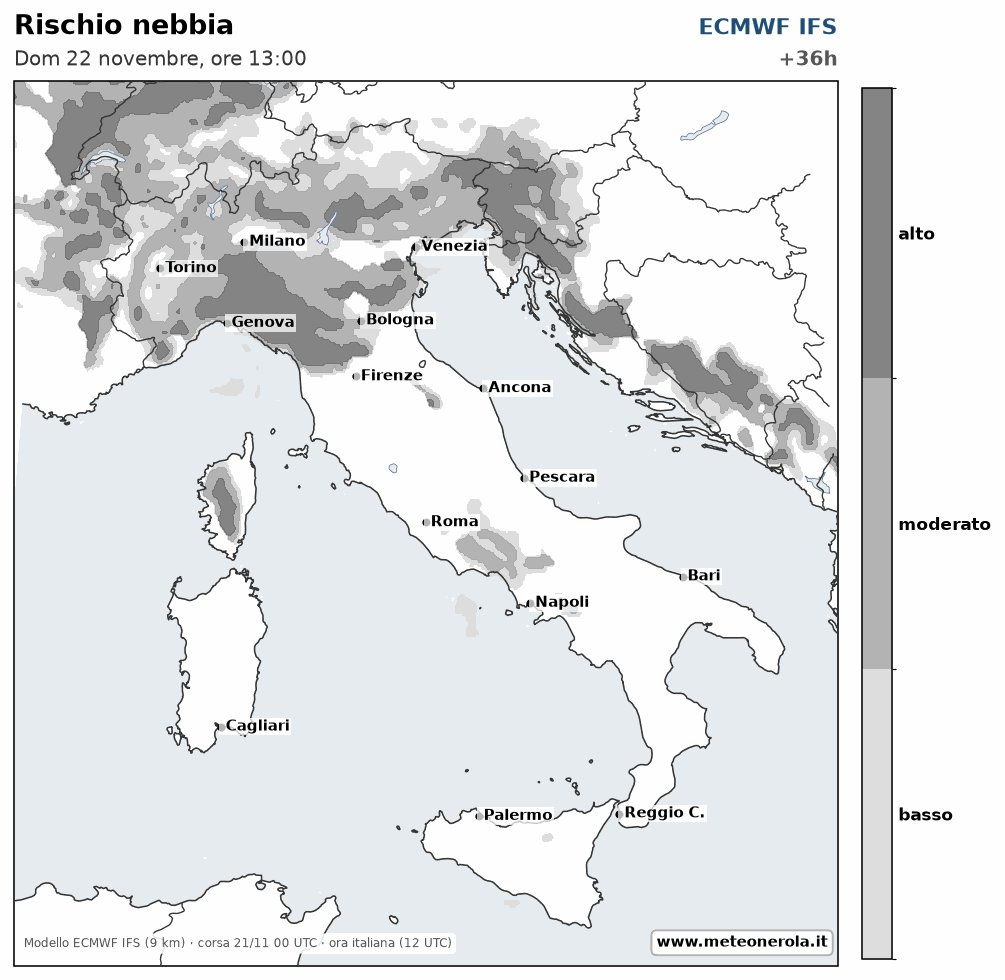 Rischio nebbia
ECMWF IFS
Dom 22 novembre, ore 13:00
+36h
alto
moderato
basso
Milano
Venezia
Torino
Genova
Bologna
Firenze
Ancona
Pescara
Roma
Bari
Napoli
Cagliari
Palermo
Reggio C.
Modello ECMWF IFS (9 km) · corsa 21/11 00 UTC · ora italiana (12 UTC)
www.meteonerola.it